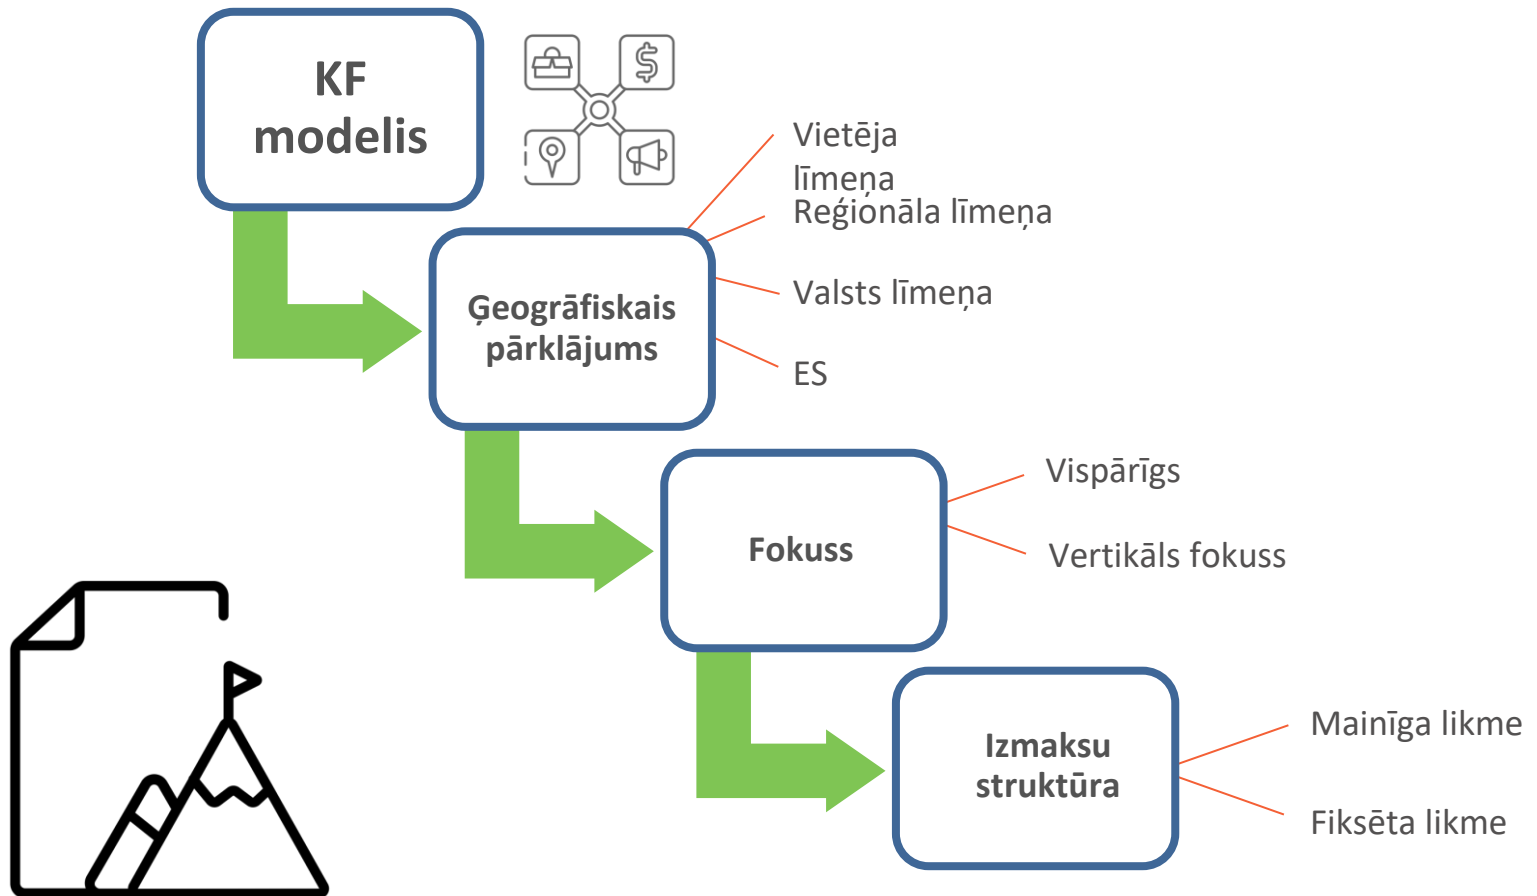 KF
modelis
Vietēja
līmeņa
Reģionāla līmeņa
Ģeogrāfiskais
pārklājums
Valsts līmeņa
ES
Fokuss
Vispārīgs
Vertikāls fokuss
Izmaksu
struktūra
Mainīga likme
Fiksēta likme